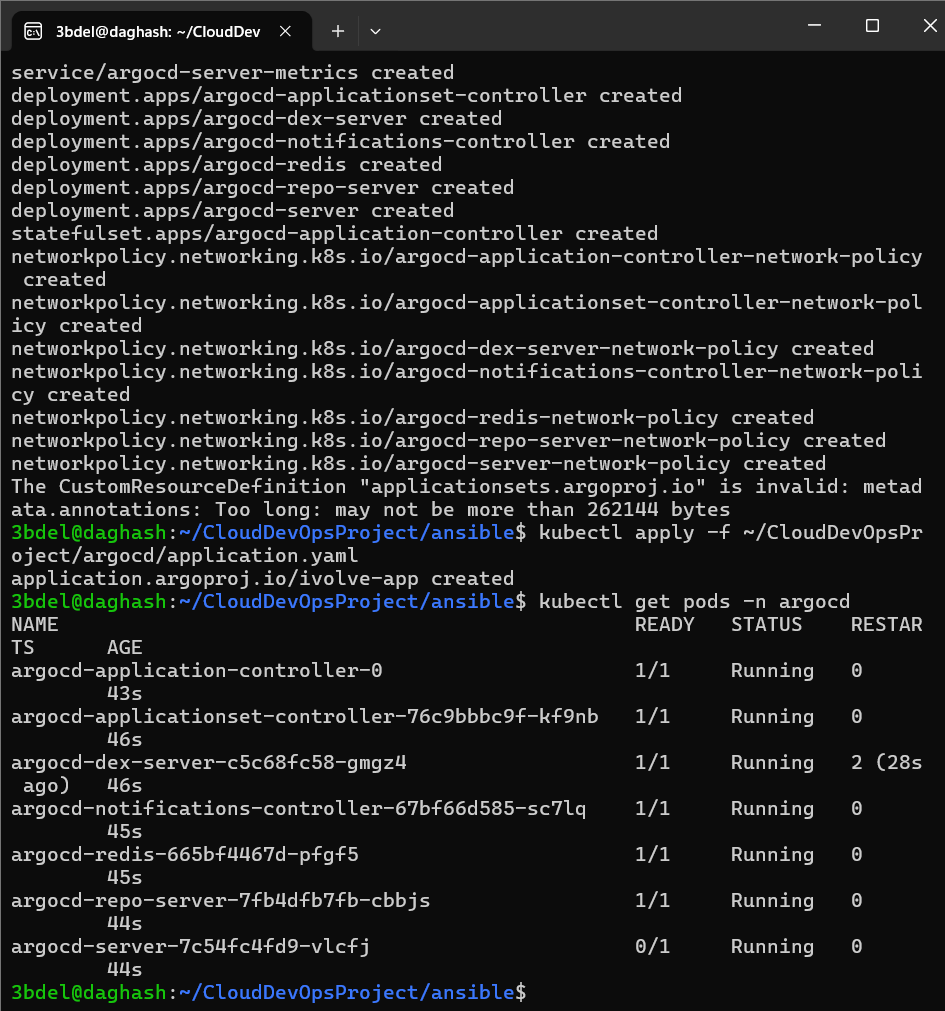 3bdel@daghash: ~/CloudDev
service/argocd-server-metrics created
deployment.apps/argocd-applicationset-controller created
deployment.apps/argocd-dex-server created
deployment.apps/argocd-notifications-controller created
deployment.apps/argocd-redis created
deployment.apps/argocd-repo-server created
deployment.apps/argocd-server created
statefulset.apps/argocd-application-controller created
networkpolicy.networking.k8s.io/argocd-application-controller-network-policy
 created
networkpolicy.networking.k8s.io/argocd-applicationset-controller-network-pol
icy created
networkpolicy.networking.k8s.io/argocd-dex-server-network-policy created
networkpolicy.networking.k8s.io/argocd-notifications-controller-network-poli
cy created
networkpolicy.networking.k8s.io/argocd-redis-network-policy created
networkpolicy.networking.k8s.io/argocd-repo-server-network-policy created
networkpolicy.networking.k8s.io/argocd-server-network-policy created
The CustomResourceDefinition "applicationsets.argoproj.io" is invalid: metad
ata.annotations: Too long: may not be more than 262144 bytes
3bdel@daghash:~/CloudDevOpsProject/ansible$ kubectl apply -f ~/CloudDevOpsPr
oject/argocd/application.yaml
application.argoproj.io/ivolve-app created
3bdel@daghash:~/CloudDevOpsProject/ansible$ kubectl get pods -n argocd
NAME                                                READY   STATUS    RESTAR
TS      AGE
argocd-application-controller-0                     1/1     Running   0
        43s
argocd-applicationset-controller-76c9bbbc9f-kf9nb   1/1     Running   0
        46s
argocd-dex-server-c5c68fc58-gmgz4                   1/1     Running   2 (28s
 ago)   46s
argocd-notifications-controller-67bf66d585-sc7lq    1/1     Running   0
        45s
argocd-redis-665bf4467d-pfgf5                       1/1     Running   0
        45s
argocd-repo-server-7fb4dfb7fb-cbbjs                 1/1     Running   0
        44s
argocd-server-7c54fc4fd9-vlcfj                      0/1     Running   0
        44s
3bdel@daghash:~/CloudDevOpsProject/ansible$